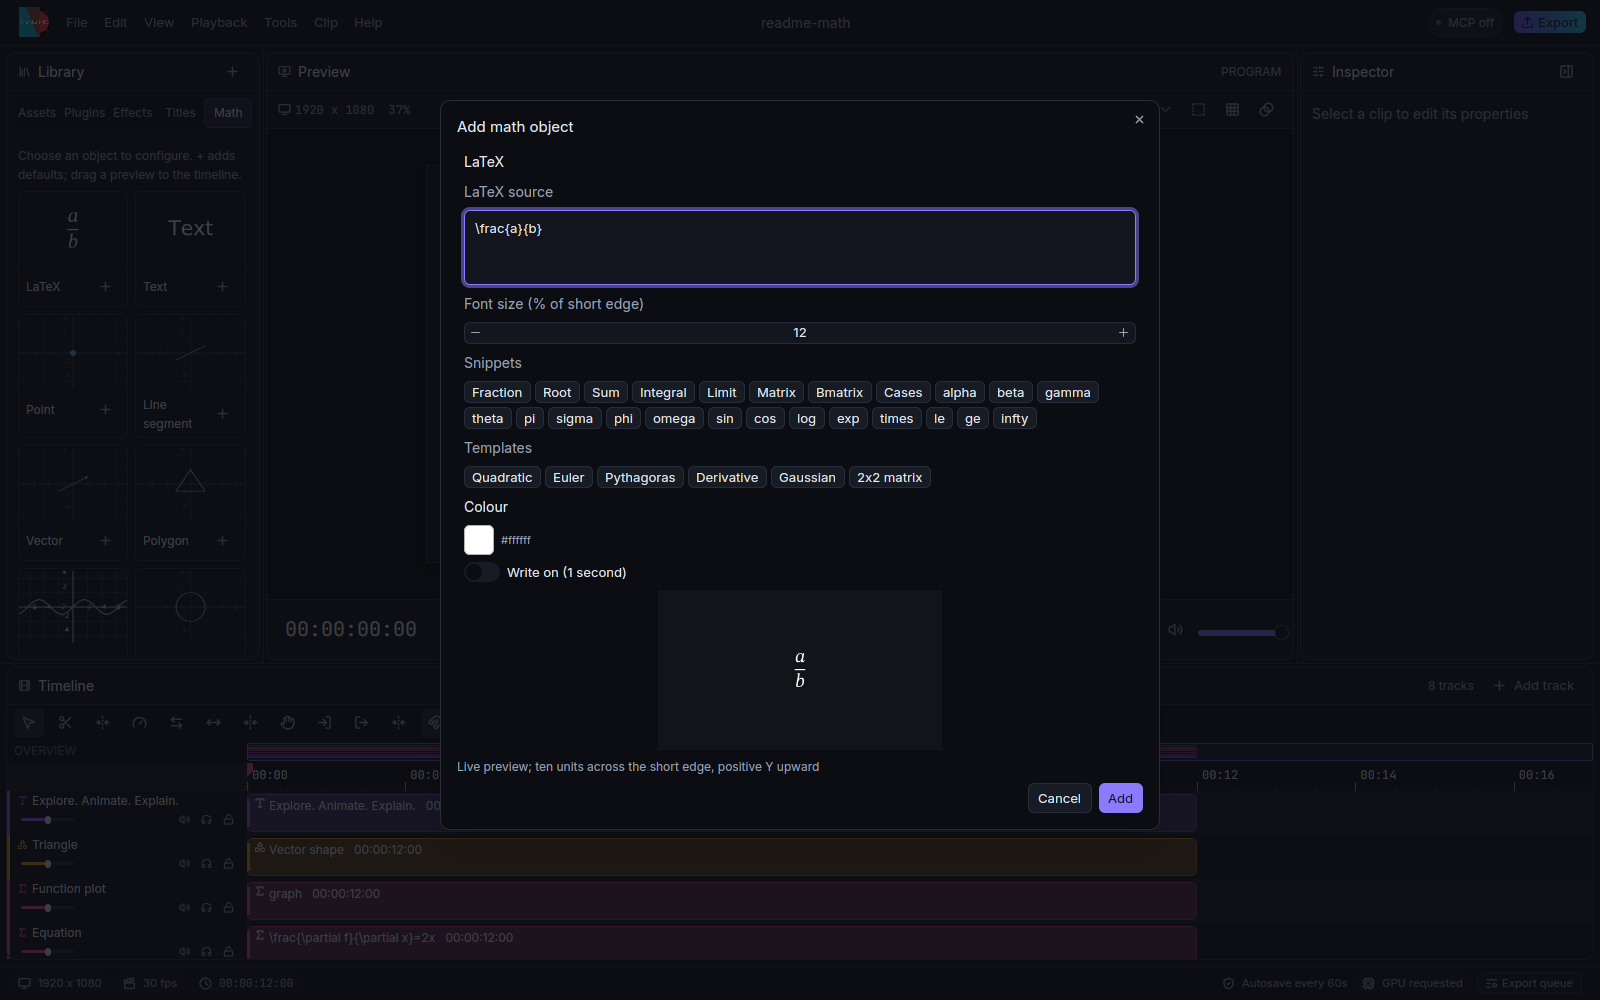 File Edit View Playback Tools Clip Help
readme-math
MCP off
Export
Library
Assets Plugins Effects Titles Math
Choose an object to configure. + adds
defaults; drag a preview to the timeline.
a
b
LaTeX
Text
Text
Point
Line
segment
Vector
Polygon
Preview
PROGRAM
1920 x 1080 37%
00:00:00:00
Inspector
Select a clip to edit its properties
Add math object
LaTeX
LaTeX source
\frac{a}{b}
Font size (% of short edge)
12
Snippets
Fraction Root Sum Integral Limit Matrix Bmatrix Cases alpha beta gamma
theta pi sigma phi omega sin cos log exp times le ge infty
Templates
Quadratic Euler Pythagoras Derivative Gaussian 2x2 matrix
Colour
#ffffff
Write on (1 second)
a
b
Live preview; ten units across the short edge, positive Y upward
Cancel Add
Timeline
8 tracks
Add track
OVERVIEW
00:00 00:12 00:14 00:16
Explore. Animate. Explain.
Explore. Animate. Explain.
Triangle
Vector shape 00:00:12:00
Function plot
graph 00:00:12:00
Equation
\frac{\partial f}{\partial x}=2x 00:00:12:00
1920 x 1080
30 fps
00:00:12:00
Autosave every 60s
GPU requested
Export queue